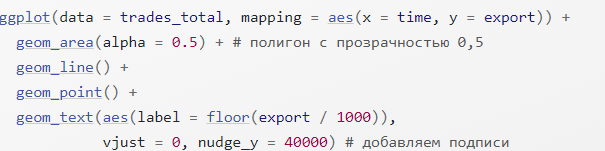 ggplot(data = trades_total, mapping = aes(x = time, y = export)) +
  geom_area(alpha = 0.5) + # полигон с прозрачностью 0,5
  geom_line() +
  geom_point() +
  geom_text(aes(label = floor(export / 1000)),
            vjust = 0, nudge_y = 40000) # добавляем подписи